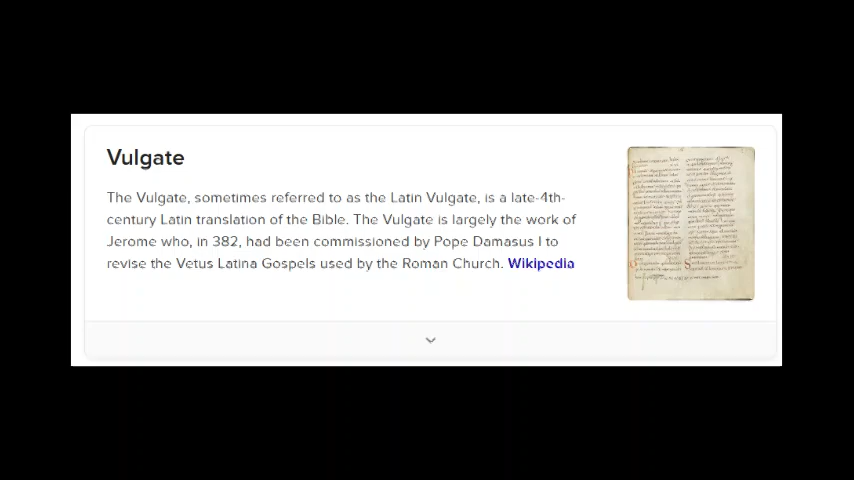 Vulgate
The Vulgate, sometimes referred to as the Latin Vulgate, is a late-4th-
century Latin translation of the Bible. The Vulgate is largely the work of
Jerome who, in 382, had been commissioned by Pope Damasus I to
revise the Vetus Latina Gospels used by the Roman Church. Wikipedia